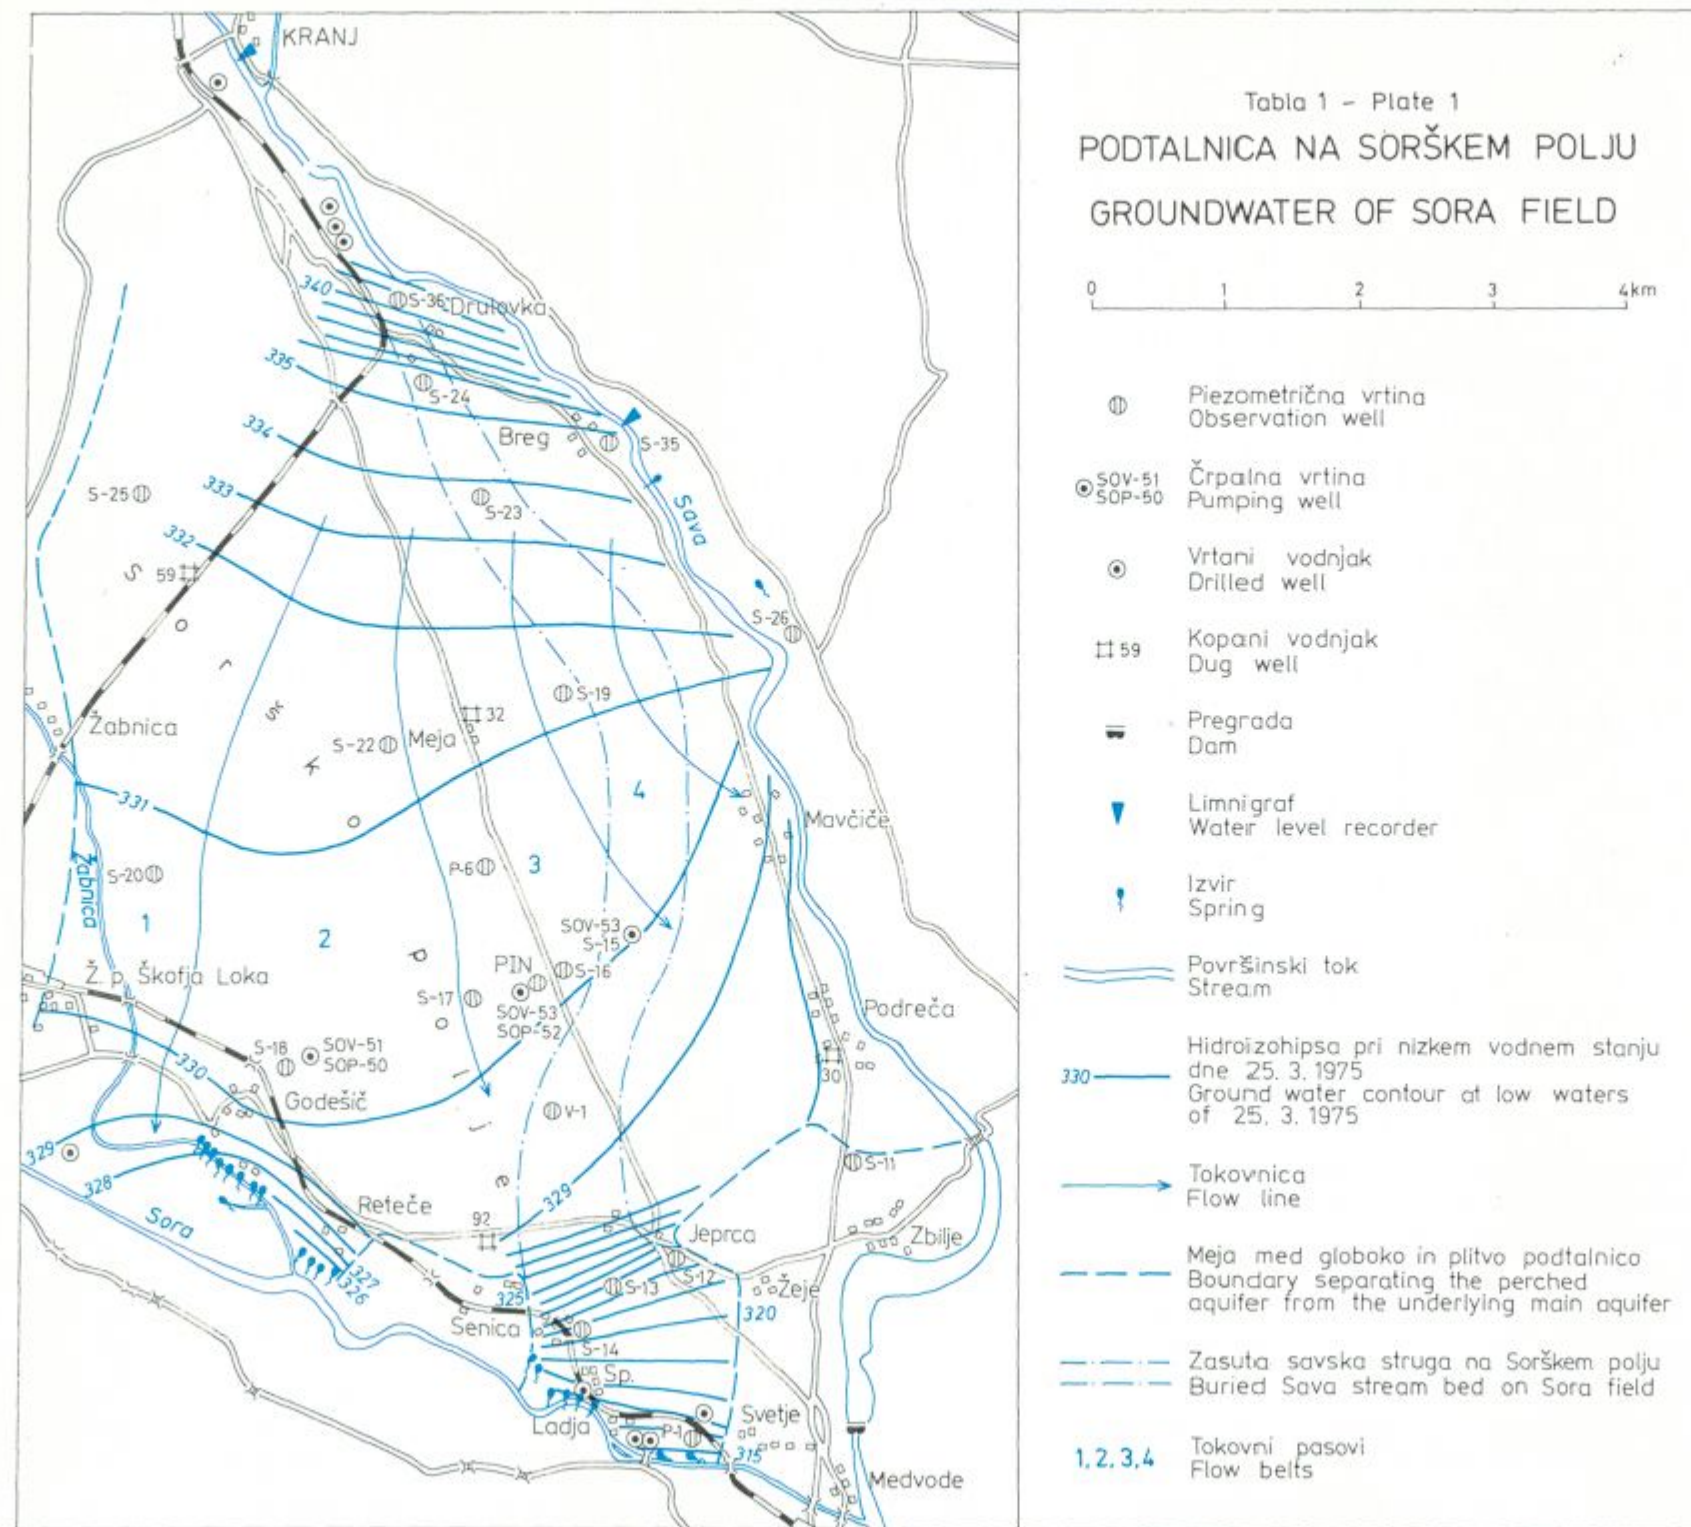 KRANJ
340
S-36
Drulovka
335
S-24
334
Breg
S-35
S-25
333
S-23
Sava
332
S
59
o
S-26
r
S-19
š
32
Žabnica
S-22
Meja
k
4
331
o
Mavčiče
Žabnica
S-20
P-6
3
1
2
SOV-53
S-15
p
PIN
S-16
Ž. p. Škofja Loka
S-17
SOV-53
SOP-52
Podreča
o
S-18
SOV-51
SOP-50
330
l
30
Godešič
V-1
j
329
S-11
328
e
329
Reteče
Sora
92
Jeprca
Zbilje
327
326
S-12
S-13
Žeje
325
320
Senica
S-14
Sp.
Ladja
Svetje
P-1
315
Medvode
Tabla 1 - Plate 1
PODTALNICA NA SORŠKEM POLJU
GROUNDWATER OF SORA FIELD
0 1 2 3 4km
Piezometrična vrtina
Observation well
SOV-51 Črpalna vrtina
SOP-50 Pumping well
Vrtani vodnjak
Drilled well
59 Kopani vodnjak
Dug well
Pregrada
Dam
Limnigraf
Water level recorder
Izvir
Spring
Površinski tok
Stream
Hidroizohipsa pri nizkem vodnem stanju
330 dne 25. 3. 1975
Ground water contour at low waters
of 25. 3. 1975
Tokovnica
Flow line
Meja med globoko in plitvo podtalnico
Boundary separating the perched
aquifer from the underlying main aquifer
Zasuta savska struga na Sorškem polju
Buried Sava stream bed on Sora field
1, 2, 3, 4 Tokovni pasovi
Flow belts